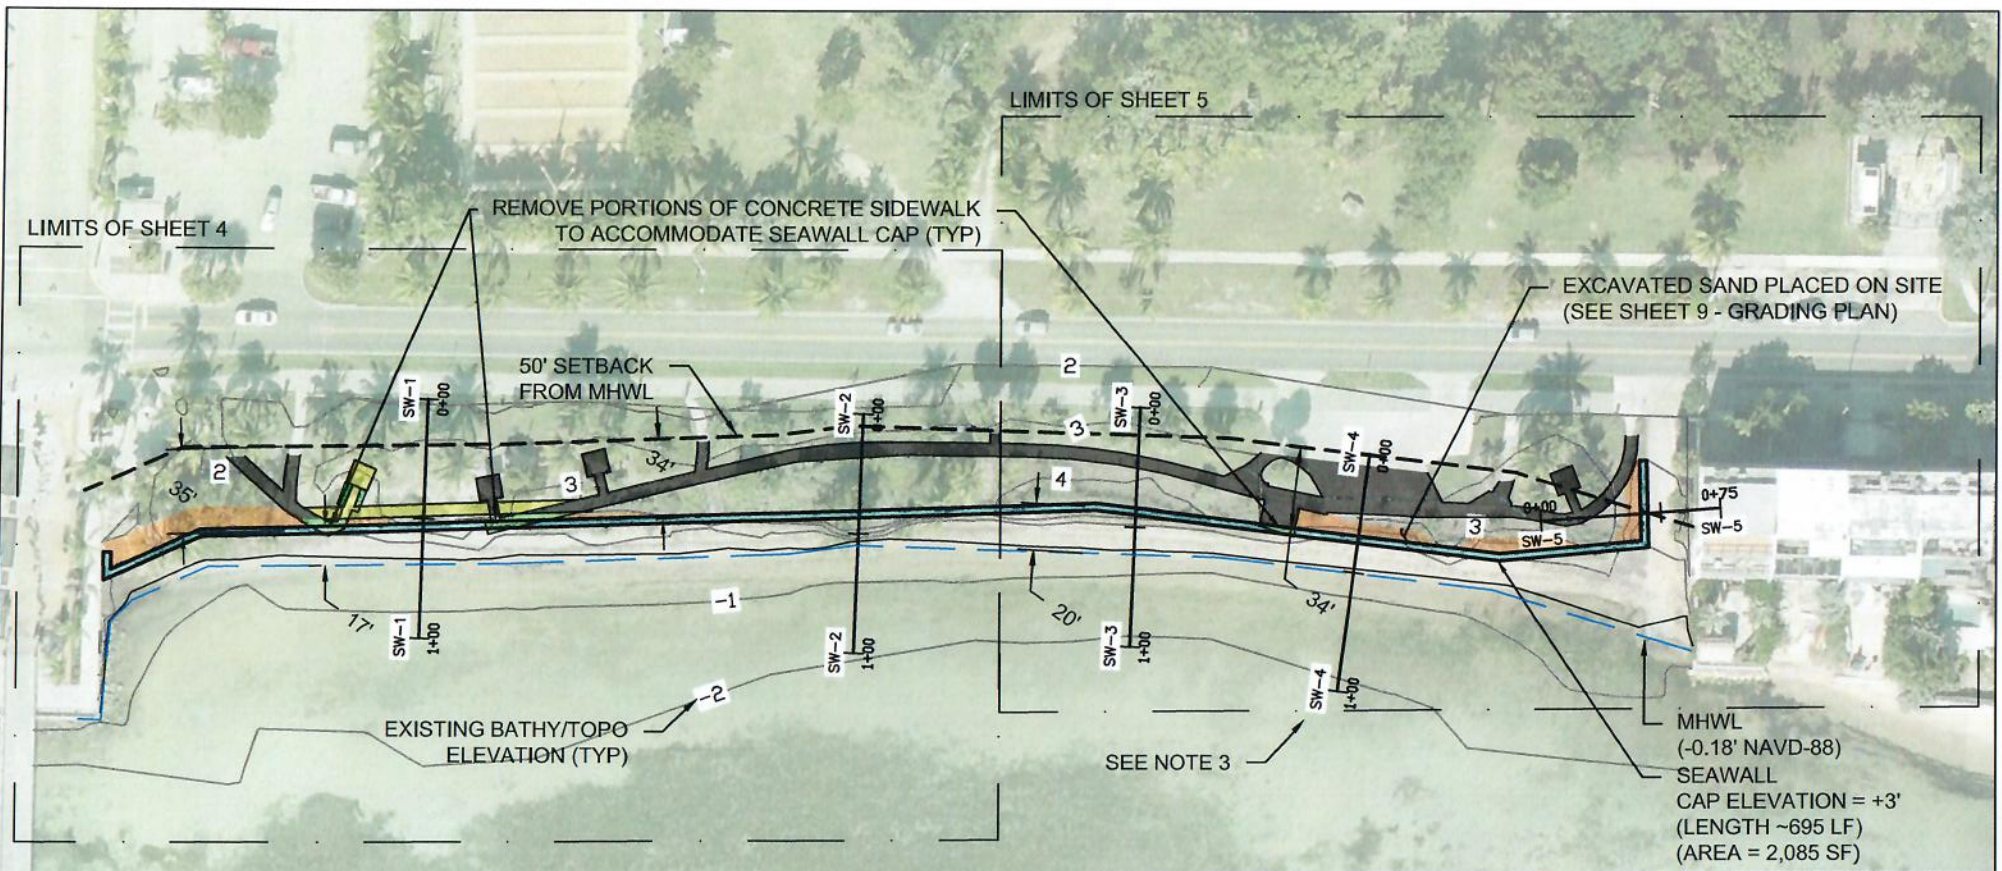 LIMITS OF SHEET 5
LIMITS OF SHEET 4
REMOVE PORTIONS OF CONCRETE SIDEWALK
TO ACCOMMODATE SEAWALL CAP (TYP)
EXCAVATED SAND PLACED ON SITE
(SEE SHEET 9 - GRADING PLAN)
50' SETBACK
FROM MHWL
2
SW-1
0+00
SW-2
0+00
SW-3
0+00
3
SW-4
0+00
2
35'
34'
3
4
3
0+00
SW-5
0+75
SW-5
17'
-1
20'
34'
SW-1
1+00
SW-2
1+00
SW-3
1+00
SW-4
1+00
-2
EXISTING BATHY/TOPO
ELEVATION (TYP)
SEE NOTE 3
MHWL
(-0.18' NAVD-88)
SEAWALL
CAP ELEVATION = +3'
(LENGTH ~695 LF)
(AREA = 2,085 SF)